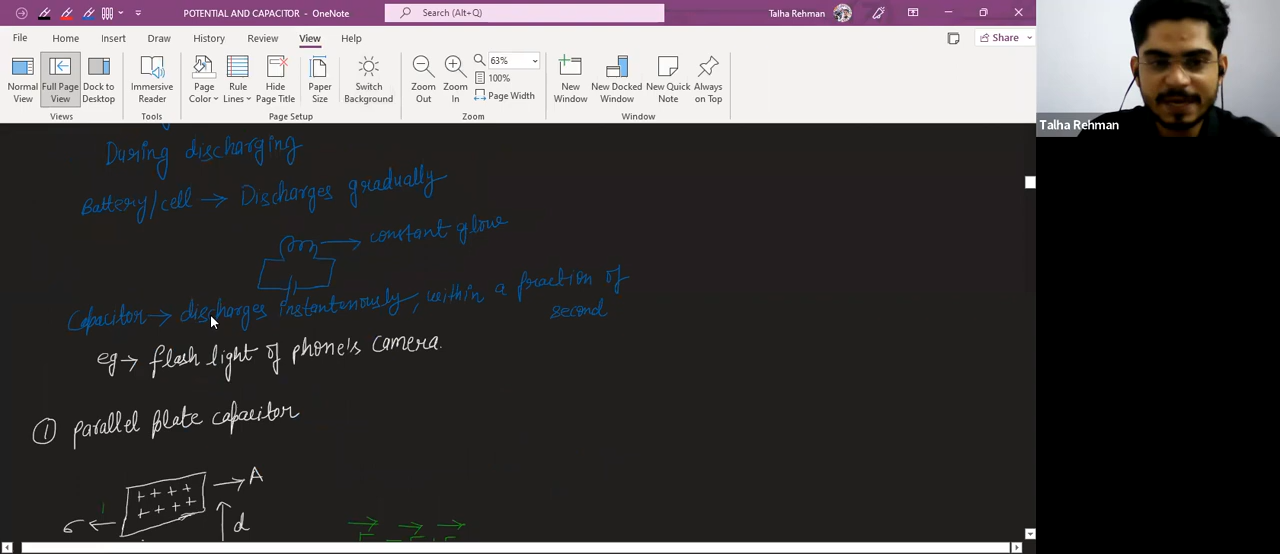 POTENTIAL AND CAPACITOR - OneNote
Search (Alt+Q)
Talha Rehman
File Home Insert Draw History Review View Help
Share
Normal View
Full Page View
Dock to Desktop
Immersive Reader
Page Color
Rule Lines
Hide Page Title
Paper Size
Switch Background
Zoom Out
Zoom In
63%
100%
Page Width
New Window
New Docked Window
New Quick Note
Always on Top
Views Tools Page Setup Zoom Window
Talha Rehman
During discharging
Battery/cell → Discharges gradually
→ constant glow
Capacitor → discharges instantenously, within a fraction of
second
eg → flash light of phone's camera.
① parallel plate capacitor
+ + + +
+ + + +
→ A
σ ←
d